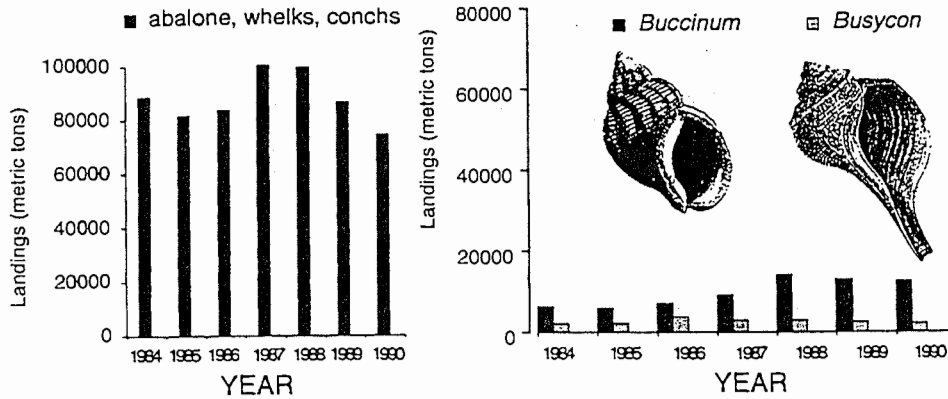 abalone, whelks, conchs
Landings (metric tons)
100000
80000
60000
40000
20000
0
1984 1985 1986 1987 1988 1989 1990
YEAR
Buccinum Busycon
Landings (metric tons)
80000
60000
40000
20000
0
1984 1985 1986 1987 1988 1989 1990
YEAR